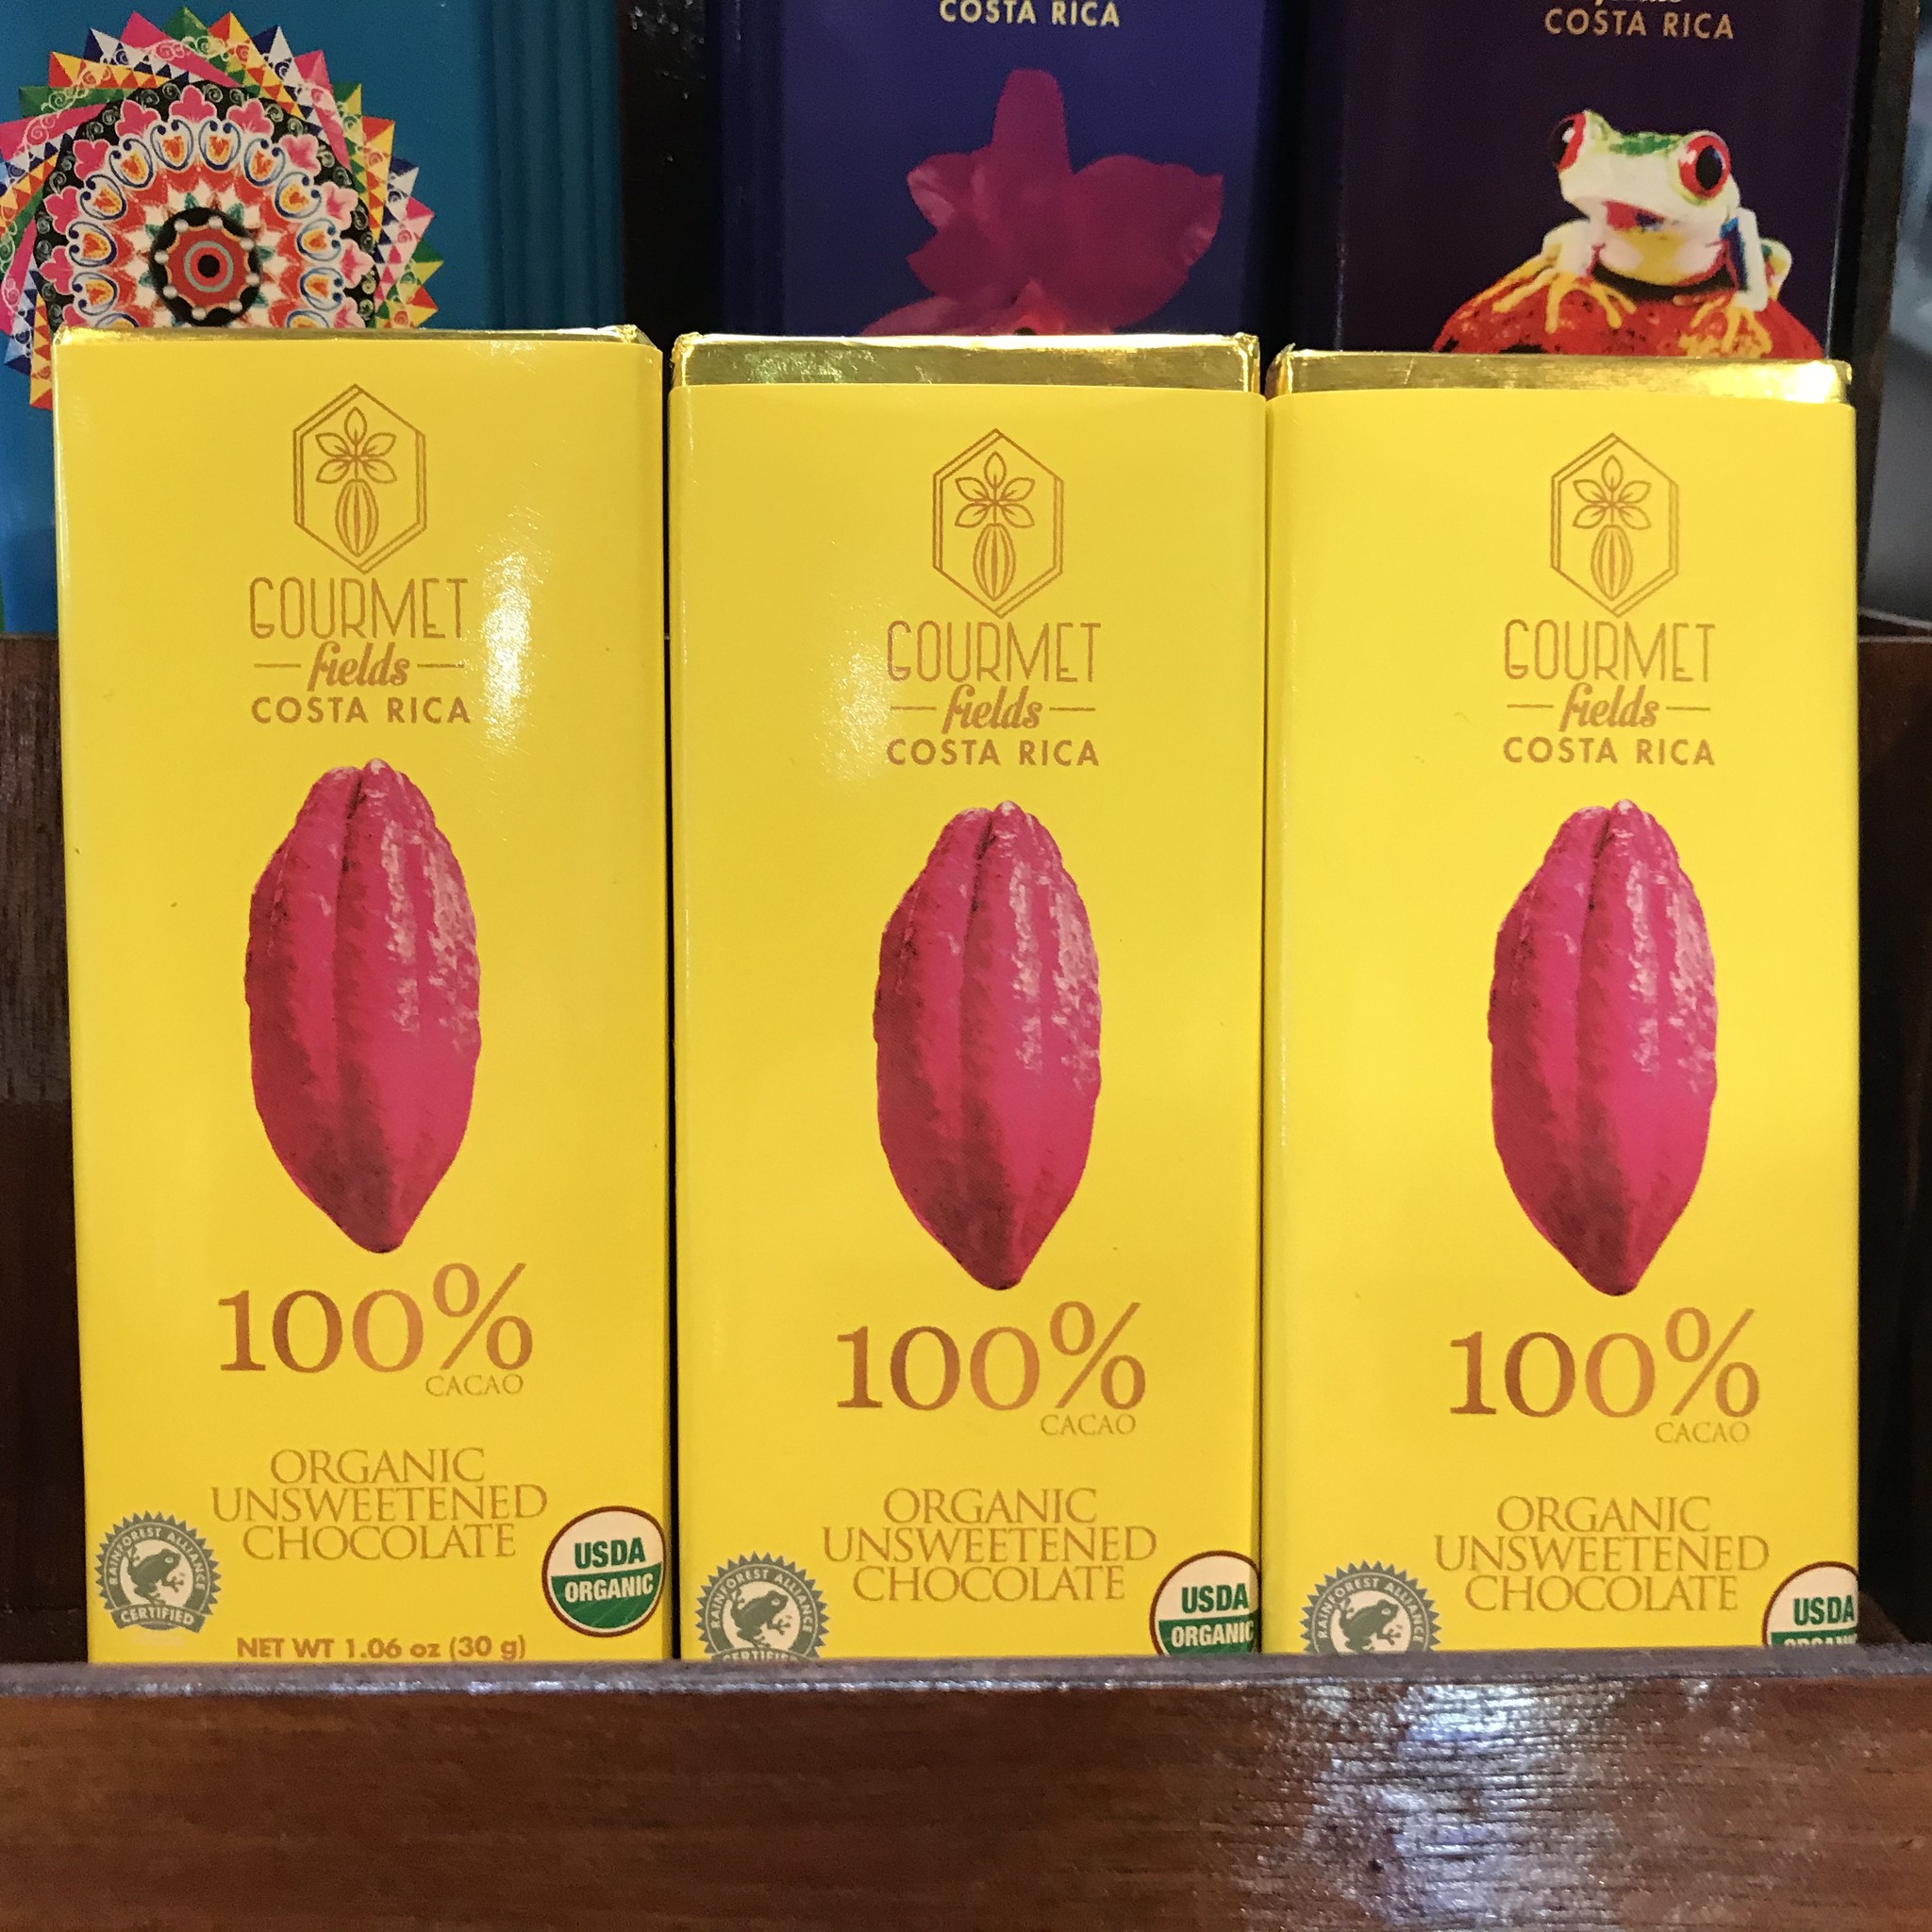 COSTA RICA
COSTA RICA
GOURMET
fields
COSTA RICA
100%
CACAO
ORGANIC
UNSWEETENED
CHOCOLATE
RAINFOREST ALLIANCE
CERTIFIED
USDA
ORGANIC
NET WT 1.06 oz (30 g)
GOURMET
fields
COSTA RICA
100%
CACAO
ORGANIC
UNSWEETENED
CHOCOLATE
RAINFOREST ALLIANCE
CERTIFIED
USDA
ORGANIC
GOURMET
fields
COSTA RICA
100%
CACAO
ORGANIC
UNSWEETENED
CHOCOLATE
RAINFOREST ALLIANCE
USDA
ORGANIC